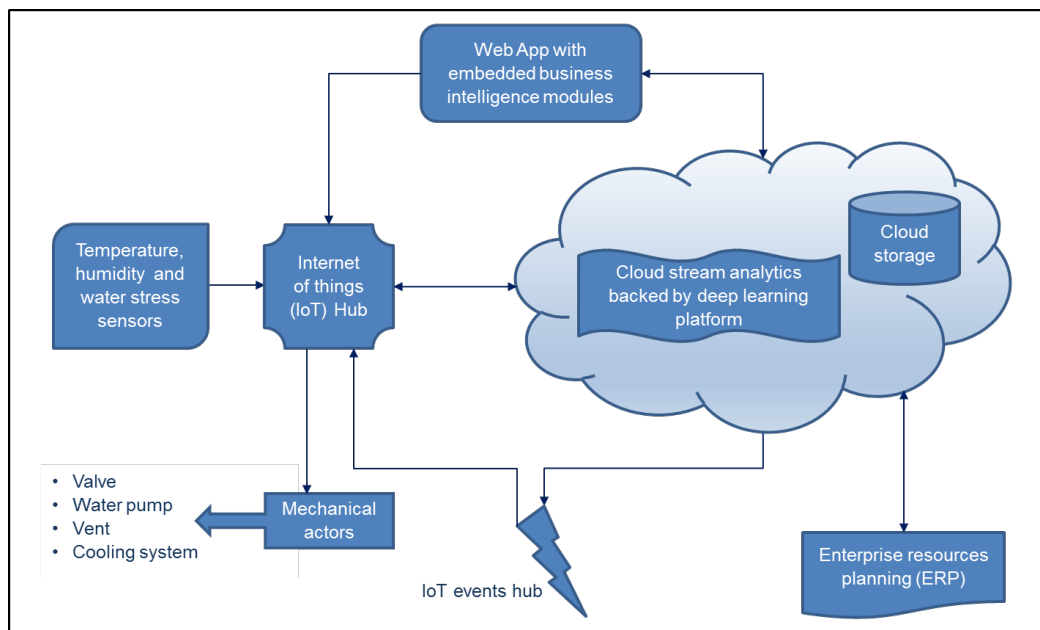 Web App with
embedded business
intelligence modules
Cloud
storage
Temperature,
humidity and
water stress
sensors
Internet
of things
(IoT) Hub
Cloud stream analytics
backed by deep learning
platform
• Valve
• Water pump
• Vent
• Cooling system
Mechanical
actors
IoT events hub
Enterprise resources
planning (ERP)